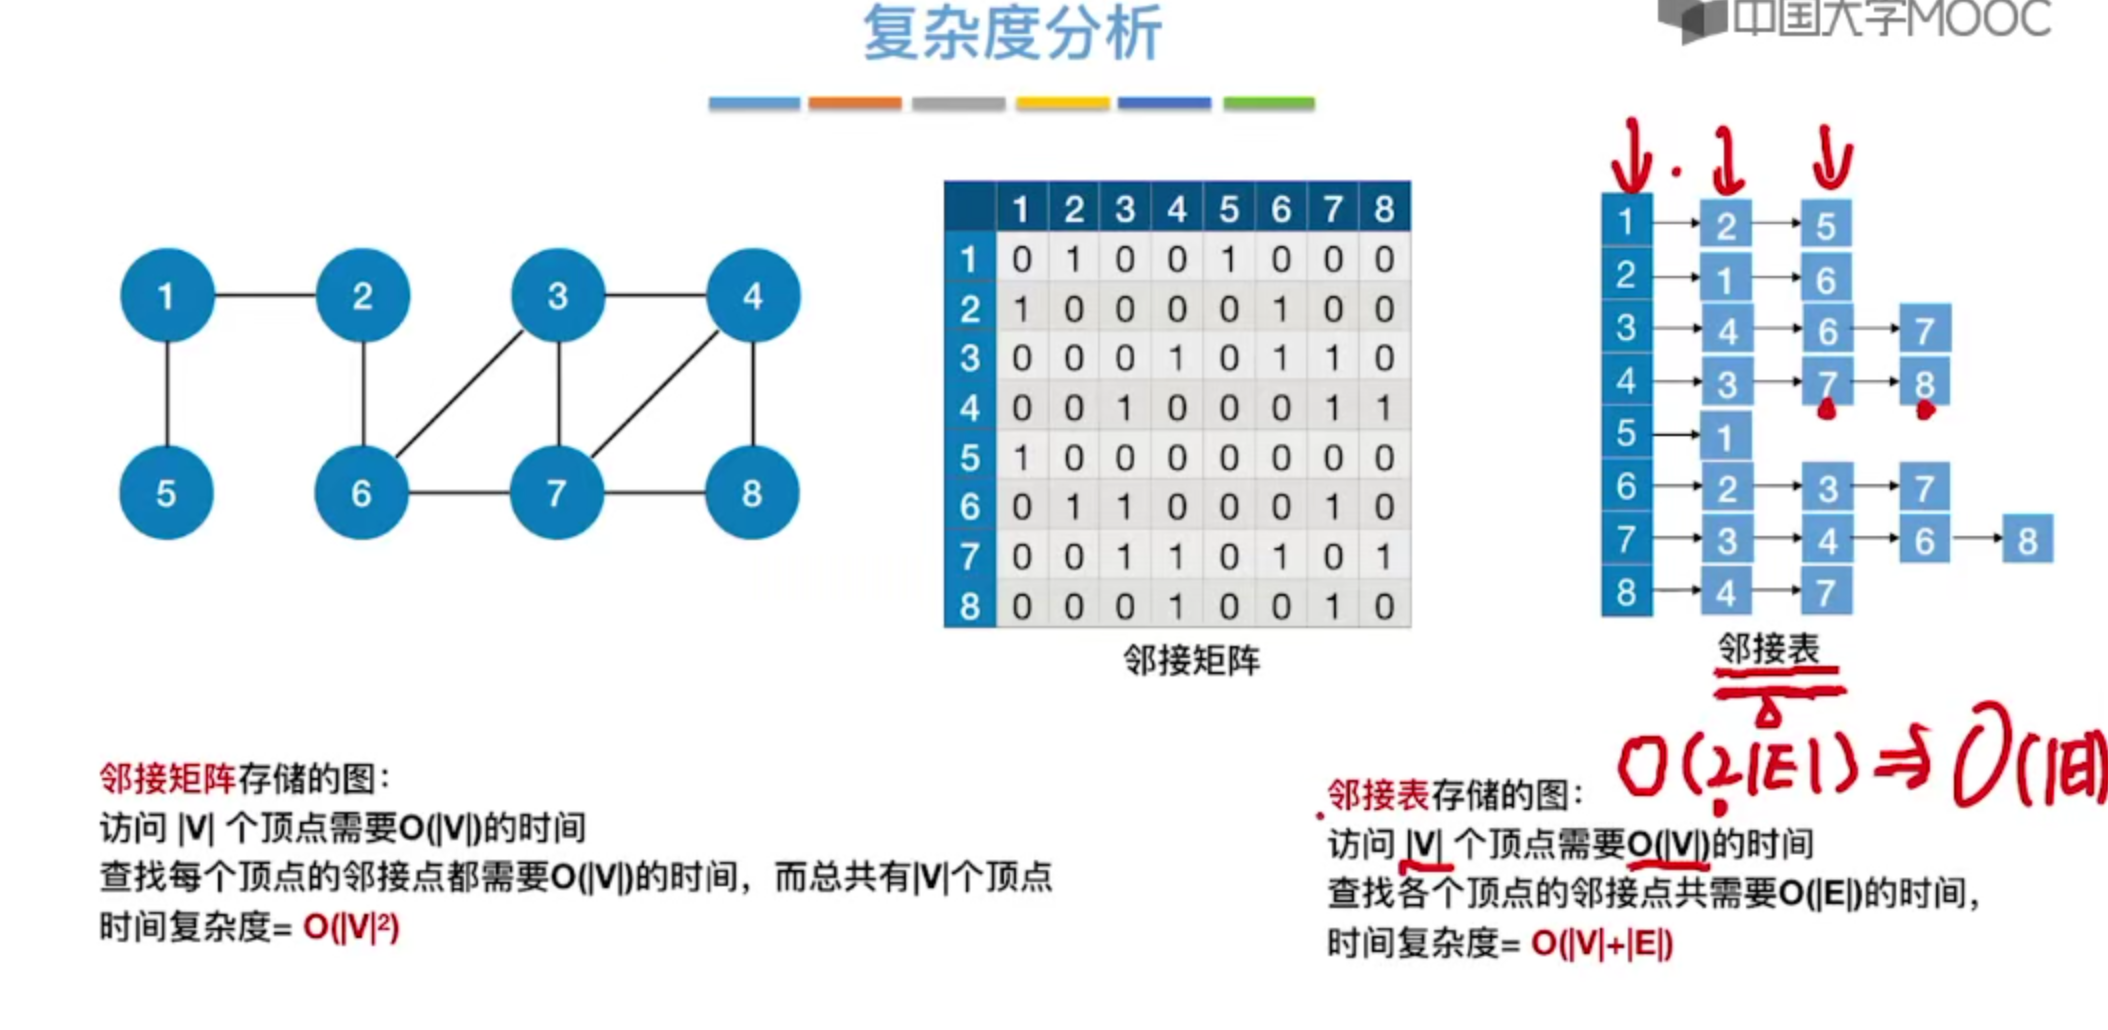 复杂度分析
中国大学MOOC
1 2 3 4
5 6 7 8
1 2 3 4 5 6 7 8
1 0 1 0 0 1 0 0 0
2 1 0 0 0 0 1 0 0
3 0 0 0 1 0 1 1 0
4 0 0 1 0 0 0 1 1
5 1 0 0 0 0 0 0 0
6 0 1 1 0 0 0 1 0
7 0 0 1 1 0 1 0 1
8 0 0 0 1 0 0 1 0
邻接矩阵
1 2 5
2 1 6
3 4 6 7
4 3 7 8
5 1
6 2 3 7
7 3 4 6 8
8 4 7
邻接表
O(2|E|)⇒O(|E|)
邻接矩阵存储的图：
访问 |V| 个顶点需要O(|V|)的时间
查找每个顶点的邻接点都需要O(|V|)的时间，而总共有|V|个顶点
时间复杂度= O(|V|²)
邻接表存储的图：
访问 |V| 个顶点需要O(|V|)的时间
查找各个顶点的邻接点共需要O(|E|)的时间，
时间复杂度= O(|V|+|E|)